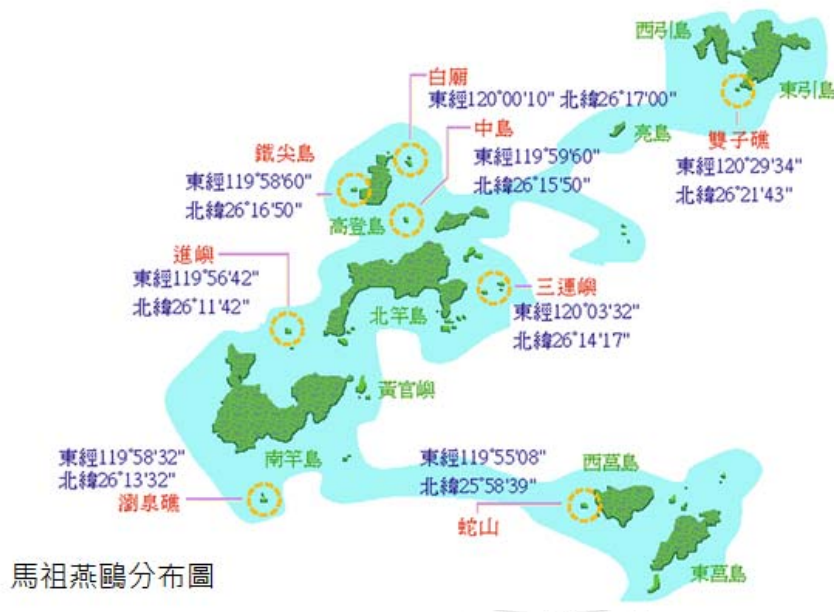 西引島
東引島
白廟
東經120°00'10" 北緯26°17'00"
中島
東經119°59'60"
北緯26°15'50"
亮島
雙子礁
東經120°29'34"
北緯26°21'43"
鐵尖島
東經119°58'60"
北緯26°16'50"
高登島
進嶼
東經119°56'42"
北緯26°11'42"
北竿島
三連嶼
東經120°03'32"
北緯26°14'17"
黃官嶼
南竿島
東經119°58'32"
北緯26°13'32"
瀏泉礁
東經119°55'08"
北緯25°58'39"
西莒島
蛇山
東莒島
馬祖燕鷗分布圖